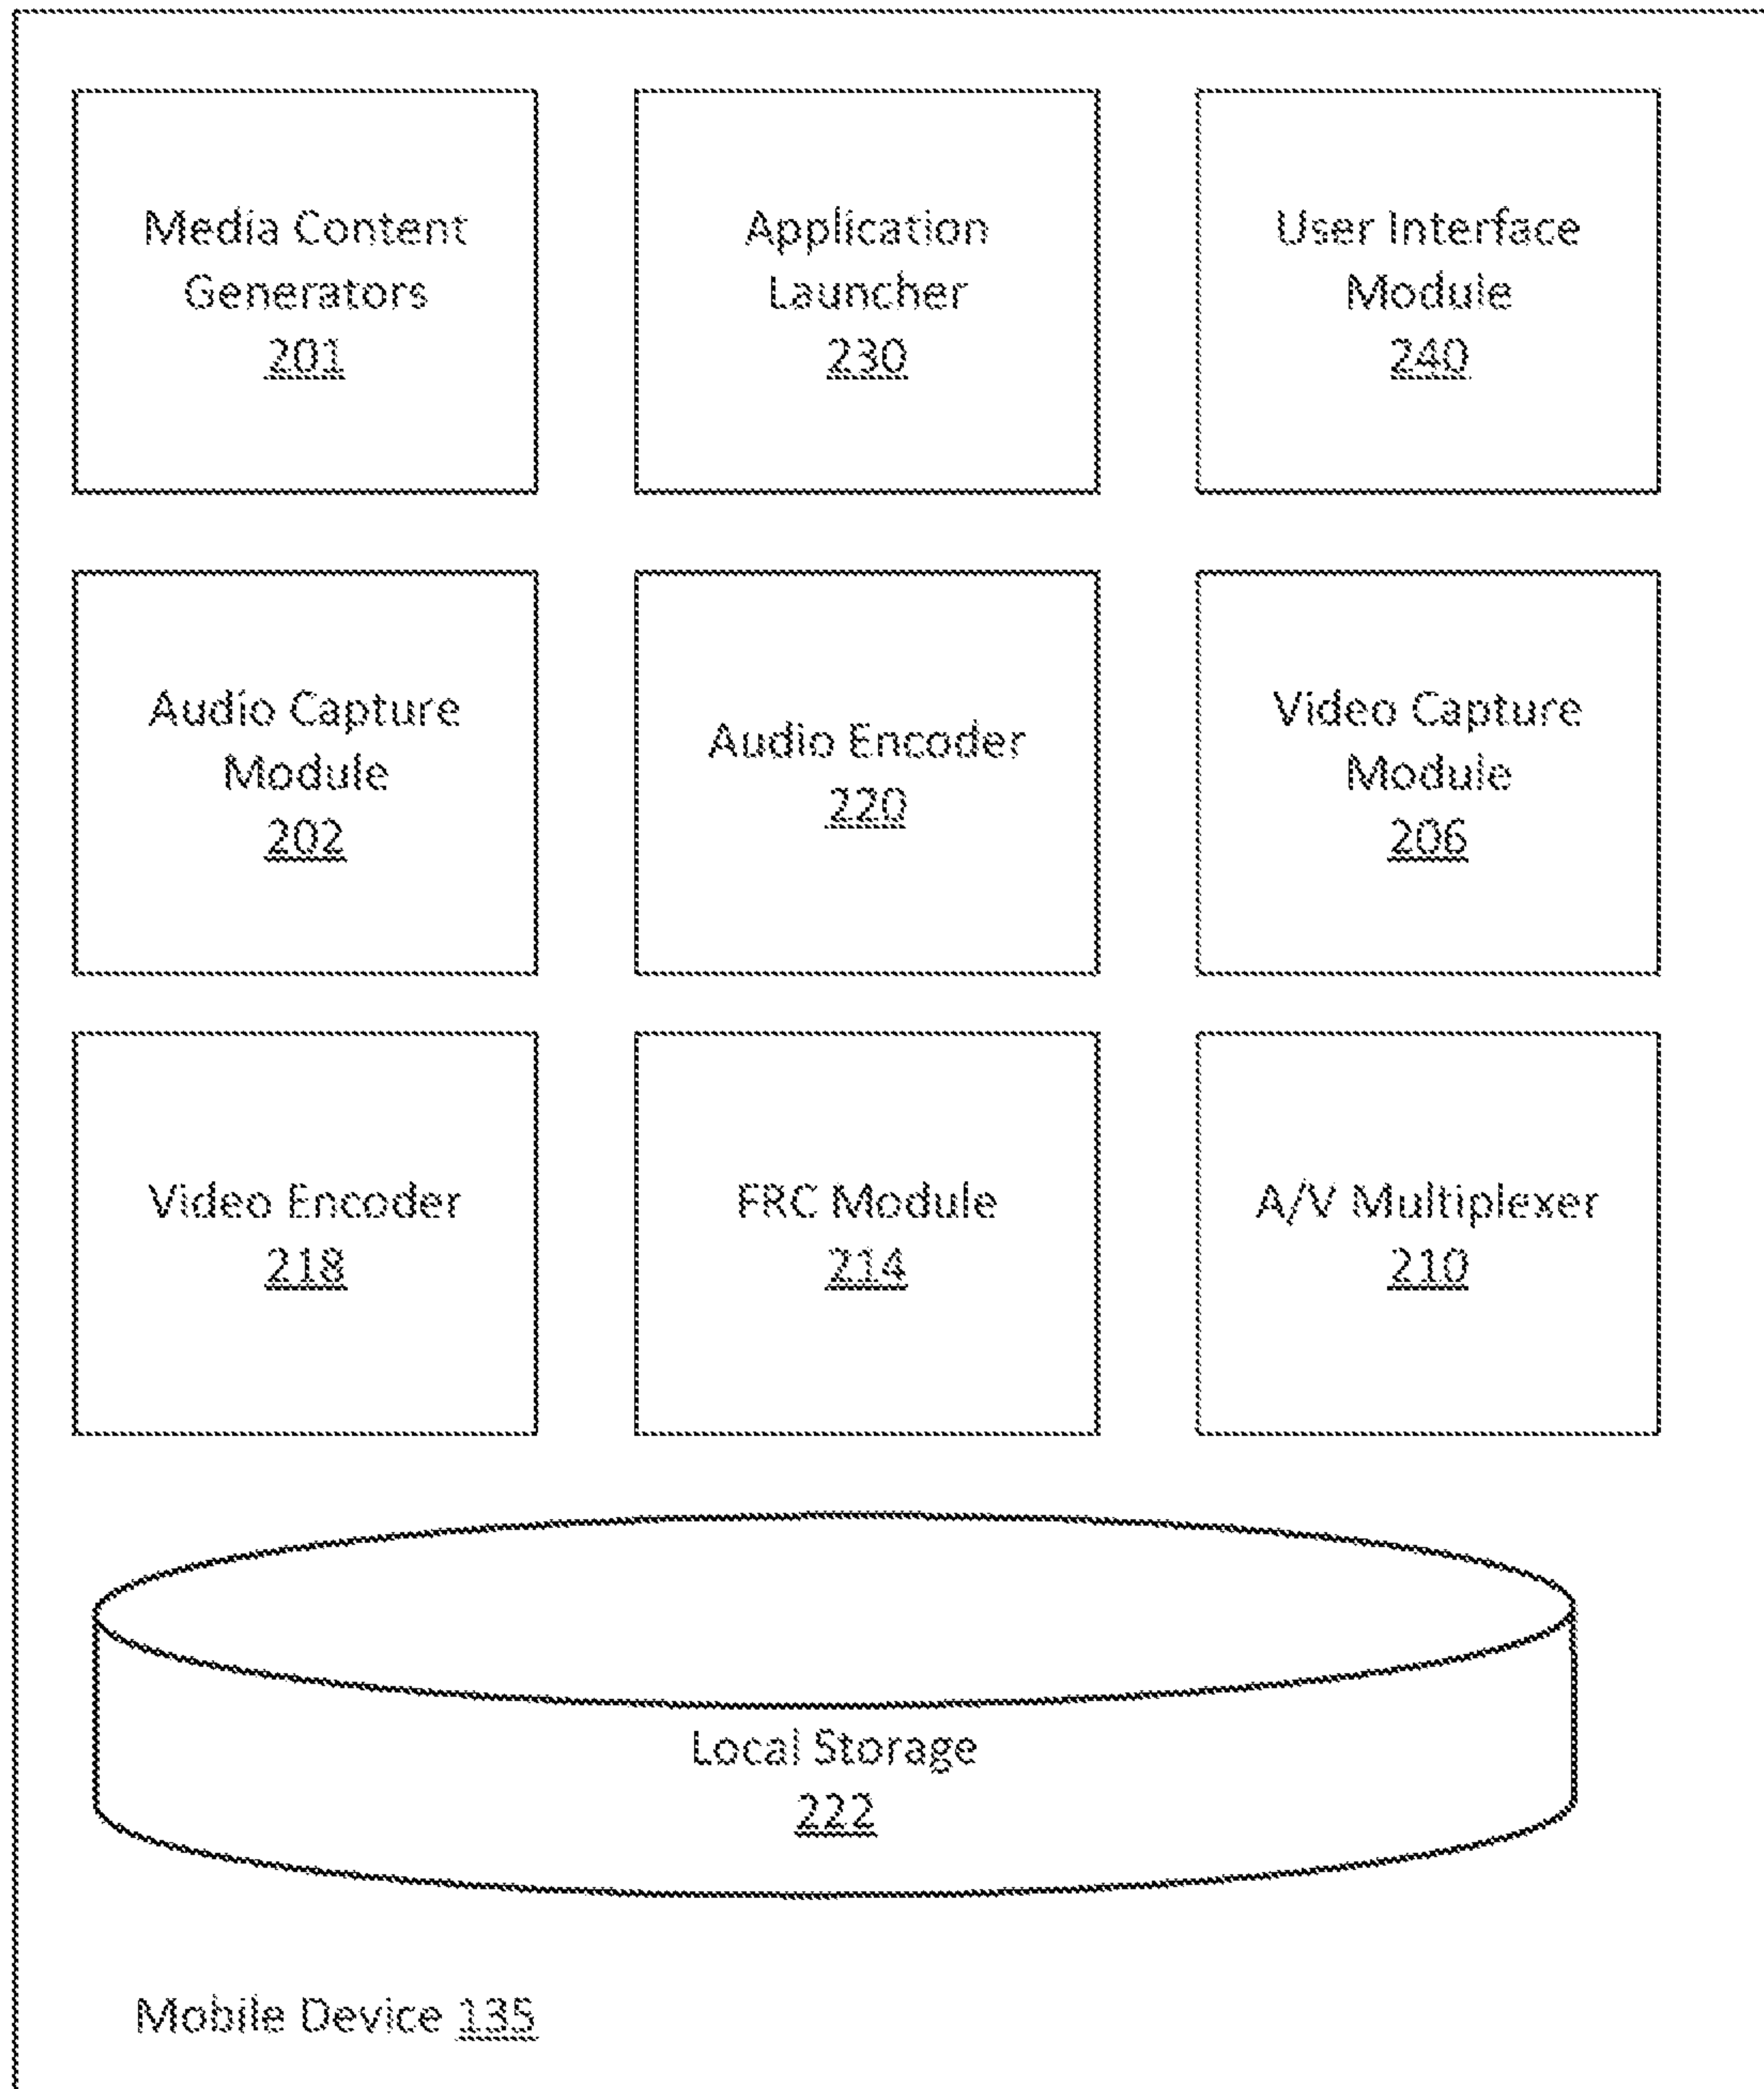 Media Content
Generators
201
Application
Launcher
230
User Interface
Module
240
Audio Capture
Module
202
Audio Encoder
220
Video Capture
Module
206
Video Encoder
218
FRC Module
214
A/V Multiplexer
210
Local Storage
222
Mobile Device 135